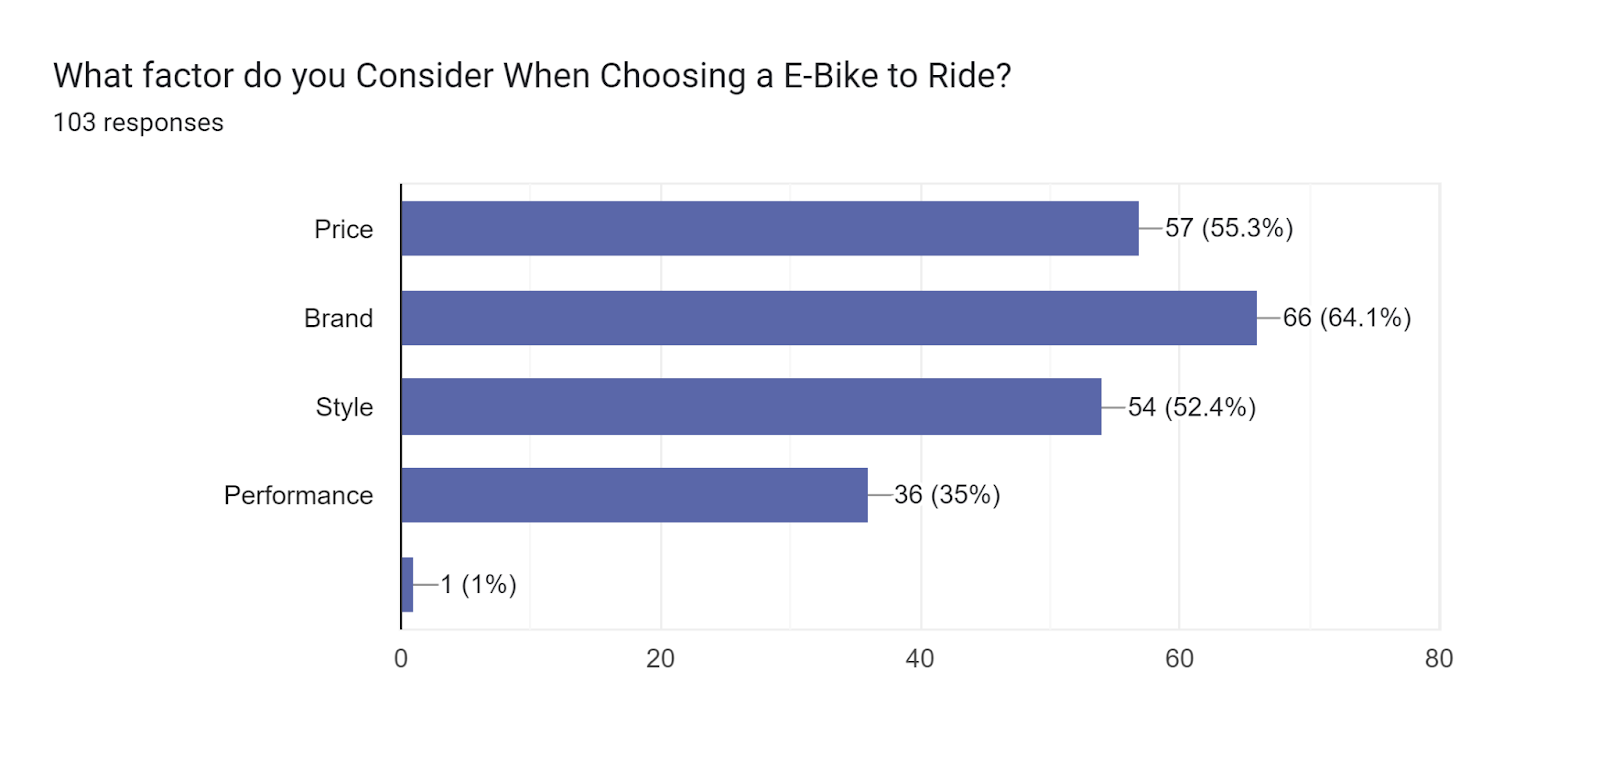 What factor do you Consider When Choosing a E-Bike to Ride?
103 responses
Price 57 (55.3%)
Brand 66 (64.1%)
Style 54 (52.4%)
Performance 36 (35%)
1 (1%)
0 20 40 60 80